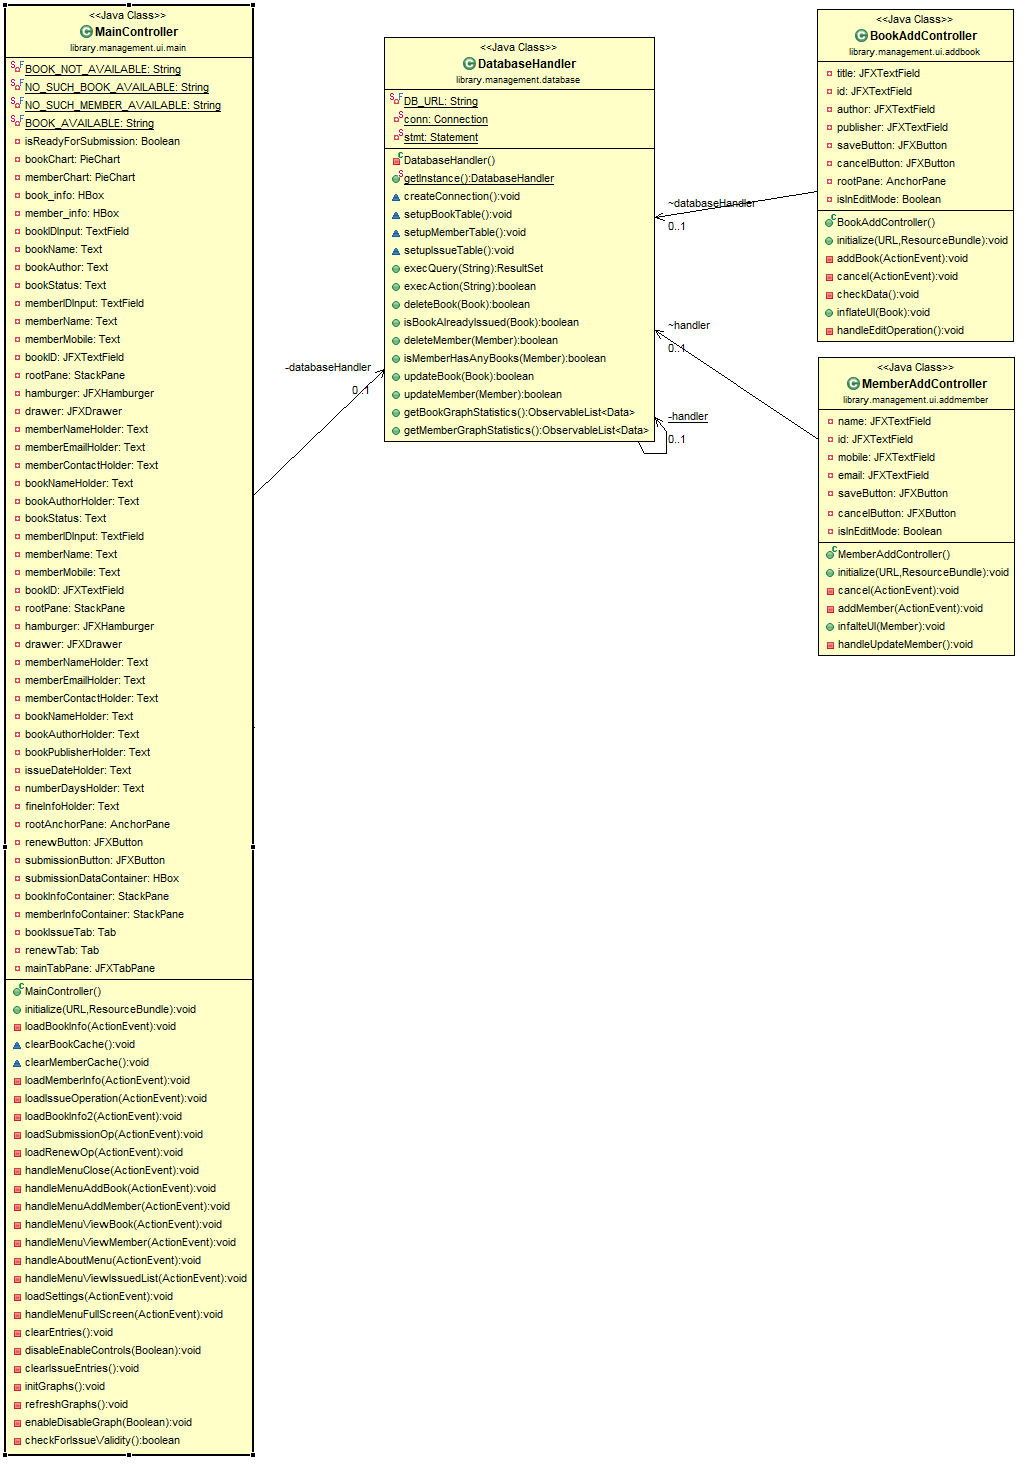 <<Java Class>>
MainController
library.management.ui.main
BOOK_NOT_AVAILABLE: String
NO_SUCH_BOOK_AVAILABLE: String
NO_SUCH_MEMBER_AVAILABLE: String
BOOK_AVAILABLE: String
isReadyForSubmission: Boolean
bookChart: PieChart
memberChart: PieChart
book_info: HBox
member_info: HBox
bookIDInput: TextField
bookName: Text
bookAuthor: Text
bookStatus: Text
memberIDInput: TextField
memberName: Text
memberMobile: Text
bookID: JFXTextField
rootPane: StackPane
hamburger: JFXHamburger
drawer: JFXDrawer
memberNameHolder: Text
memberEmailHolder: Text
memberContactHolder: Text
bookNameHolder: Text
bookAuthorHolder: Text
bookStatus: Text
memberIDInput: TextField
memberName: Text
memberMobile: Text
bookID: JFXTextField
rootPane: StackPane
hamburger: JFXHamburger
drawer: JFXDrawer
memberNameHolder: Text
memberEmailHolder: Text
memberContactHolder: Text
bookNameHolder: Text
bookAuthorHolder: Text
bookPublisherHolder: Text
issueDateHolder: Text
numberDaysHolder: Text
fineInfoHolder: Text
rootAnchorPane: AnchorPane
renewButton: JFXButton
submissionButton: JFXButton
submissionDataContainer: HBox
bookInfoContainer: StackPane
memberInfoContainer: StackPane
bookIssueTab: Tab
renewTab: Tab
mainTabPane: JFXTabPane
MainController()
initialize(URL,ResourceBundle):void
loadBookInfo(ActionEvent):void
clearBookCache():void
clearMemberCache():void
loadMemberInfo(ActionEvent):void
loadIssueOperation(ActionEvent):void
loadBookInfo2(ActionEvent):void
loadSubmissionOp(ActionEvent):void
loadRenewOp(ActionEvent):void
handleMenuClose(ActionEvent):void
handleMenuAddBook(ActionEvent):void
handleMenuAddMember(ActionEvent):void
handleMenuViewBook(ActionEvent):void
handleMenuViewMember(ActionEvent):void
handleAboutMenu(ActionEvent):void
handleMenuViewIssuedList(ActionEvent):void
loadSettings(ActionEvent):void
handleMenuFullScreen(ActionEvent):void
clearEntries():void
disableEnableControls(Boolean):void
clearIssueEntries():void
initGraphs():void
refreshGraphs():void
enableDisableGraph(Boolean):void
checkForIssueValidity():boolean
-databaseHandler
0..1
<<Java Class>>
DatabaseHandler
library.management.database
DB_URL: String
conn: Connection
stmt: Statement
DatabaseHandler()
getInstance():DatabaseHandler
createConnection():void
setupBookTable():void
setupMemberTable():void
setupIssueTable():void
execQuery(String):ResultSet
execAction(String):boolean
deleteBook(Book):boolean
isBookAlreadyIssued(Book):boolean
deleteMember(Member):boolean
isMemberHasAnyBooks(Member):boolean
updateBook(Book):boolean
updateMember(Member):boolean
getBookGraphStatistics():ObservableList<Data>
getMemberGraphStatistics():ObservableList<Data>
~databaseHandler
0..1
~handler
0..1
-handler
0..1
<<Java Class>>
BookAddController
library.management.ui.addbook
title: JFXTextField
id: JFXTextField
author: JFXTextField
publisher: JFXTextField
saveButton: JFXButton
cancelButton: JFXButton
rootPane: AnchorPane
isInEditMode: Boolean
BookAddController()
initialize(URL,ResourceBundle):void
addBook(ActionEvent):void
cancel(ActionEvent):void
checkData():void
inflateUI(Book):void
handleEditOperation():void
<<Java Class>>
MemberAddController
library.management.ui.addmember
name: JFXTextField
id: JFXTextField
mobile: JFXTextField
email: JFXTextField
saveButton: JFXButton
cancelButton: JFXButton
isInEditMode: Boolean
MemberAddController()
initialize(URL,ResourceBundle):void
cancel(ActionEvent):void
addMember(ActionEvent):void
infalteUI(Member):void
handleUpdateMember():void